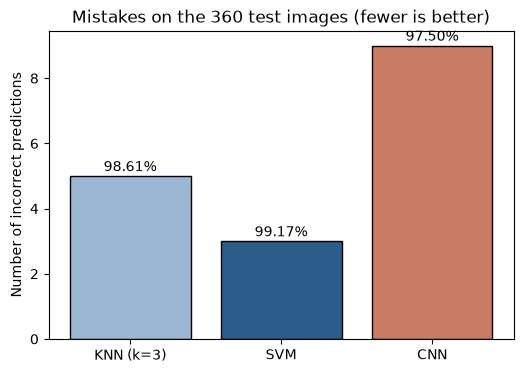 Mistakes on the 360 test images (fewer is better)
Number of incorrect predictions
8
6
4
2
0
98.61%
99.17%
97.50%
KNN (k=3)
SVM
CNN